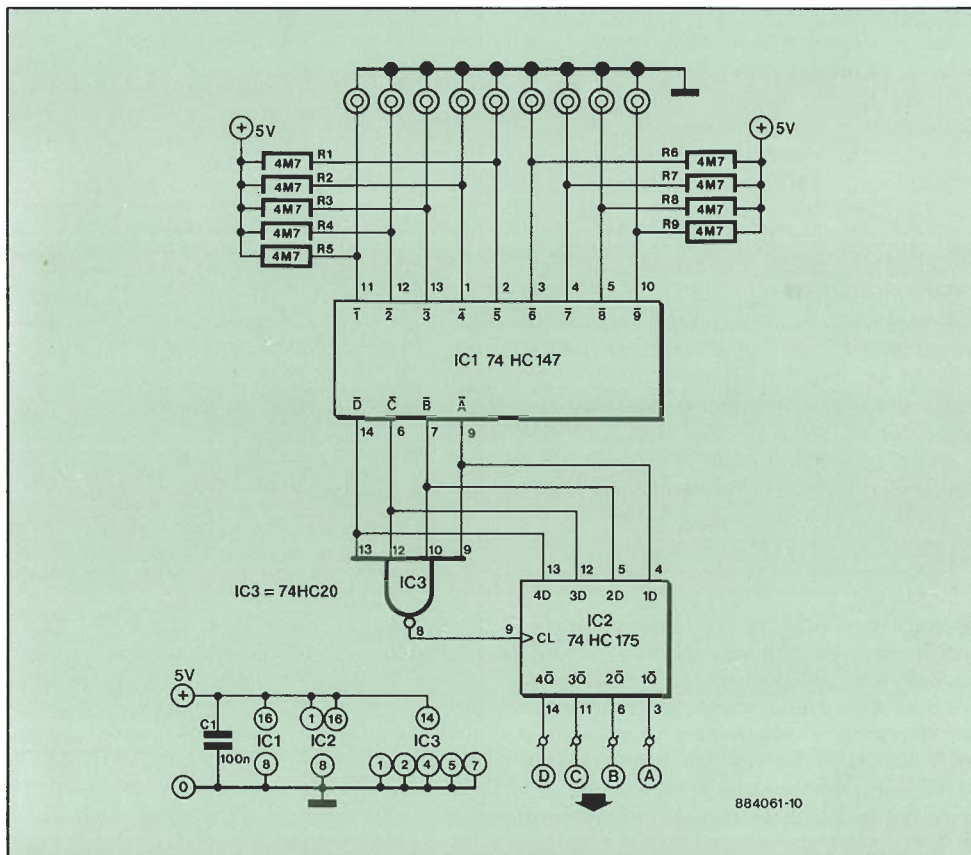 5V
5V
4M7 R1
R6 4M7
4M7 R2
R7 4M7
4M7 R3
R8 4M7
4M7 R4
R9 4M7
4M7 R5
11 12 13 1 2 3 4 5 10
1̅ 2̅ 3̅ 4̅ 5̅ 6̅ 7̅ 8̅ 9̅
IC1 74 HC147
D̅ C̅ B̅ A̅
14 6 7 9
13 12 10 9
IC3
IC3 = 74HC20
8
13 12 5 4
4D 3D 2D 1D
9 CL
IC2
74 HC175
4Q̅ 3Q̅ 2Q̅ 1Q̅
14 11 6 3
D C B A
5V
+
C1
100n
16 1 16 14
IC1 IC2 IC3
8 8 1 2 4 5 7
0
884061-10